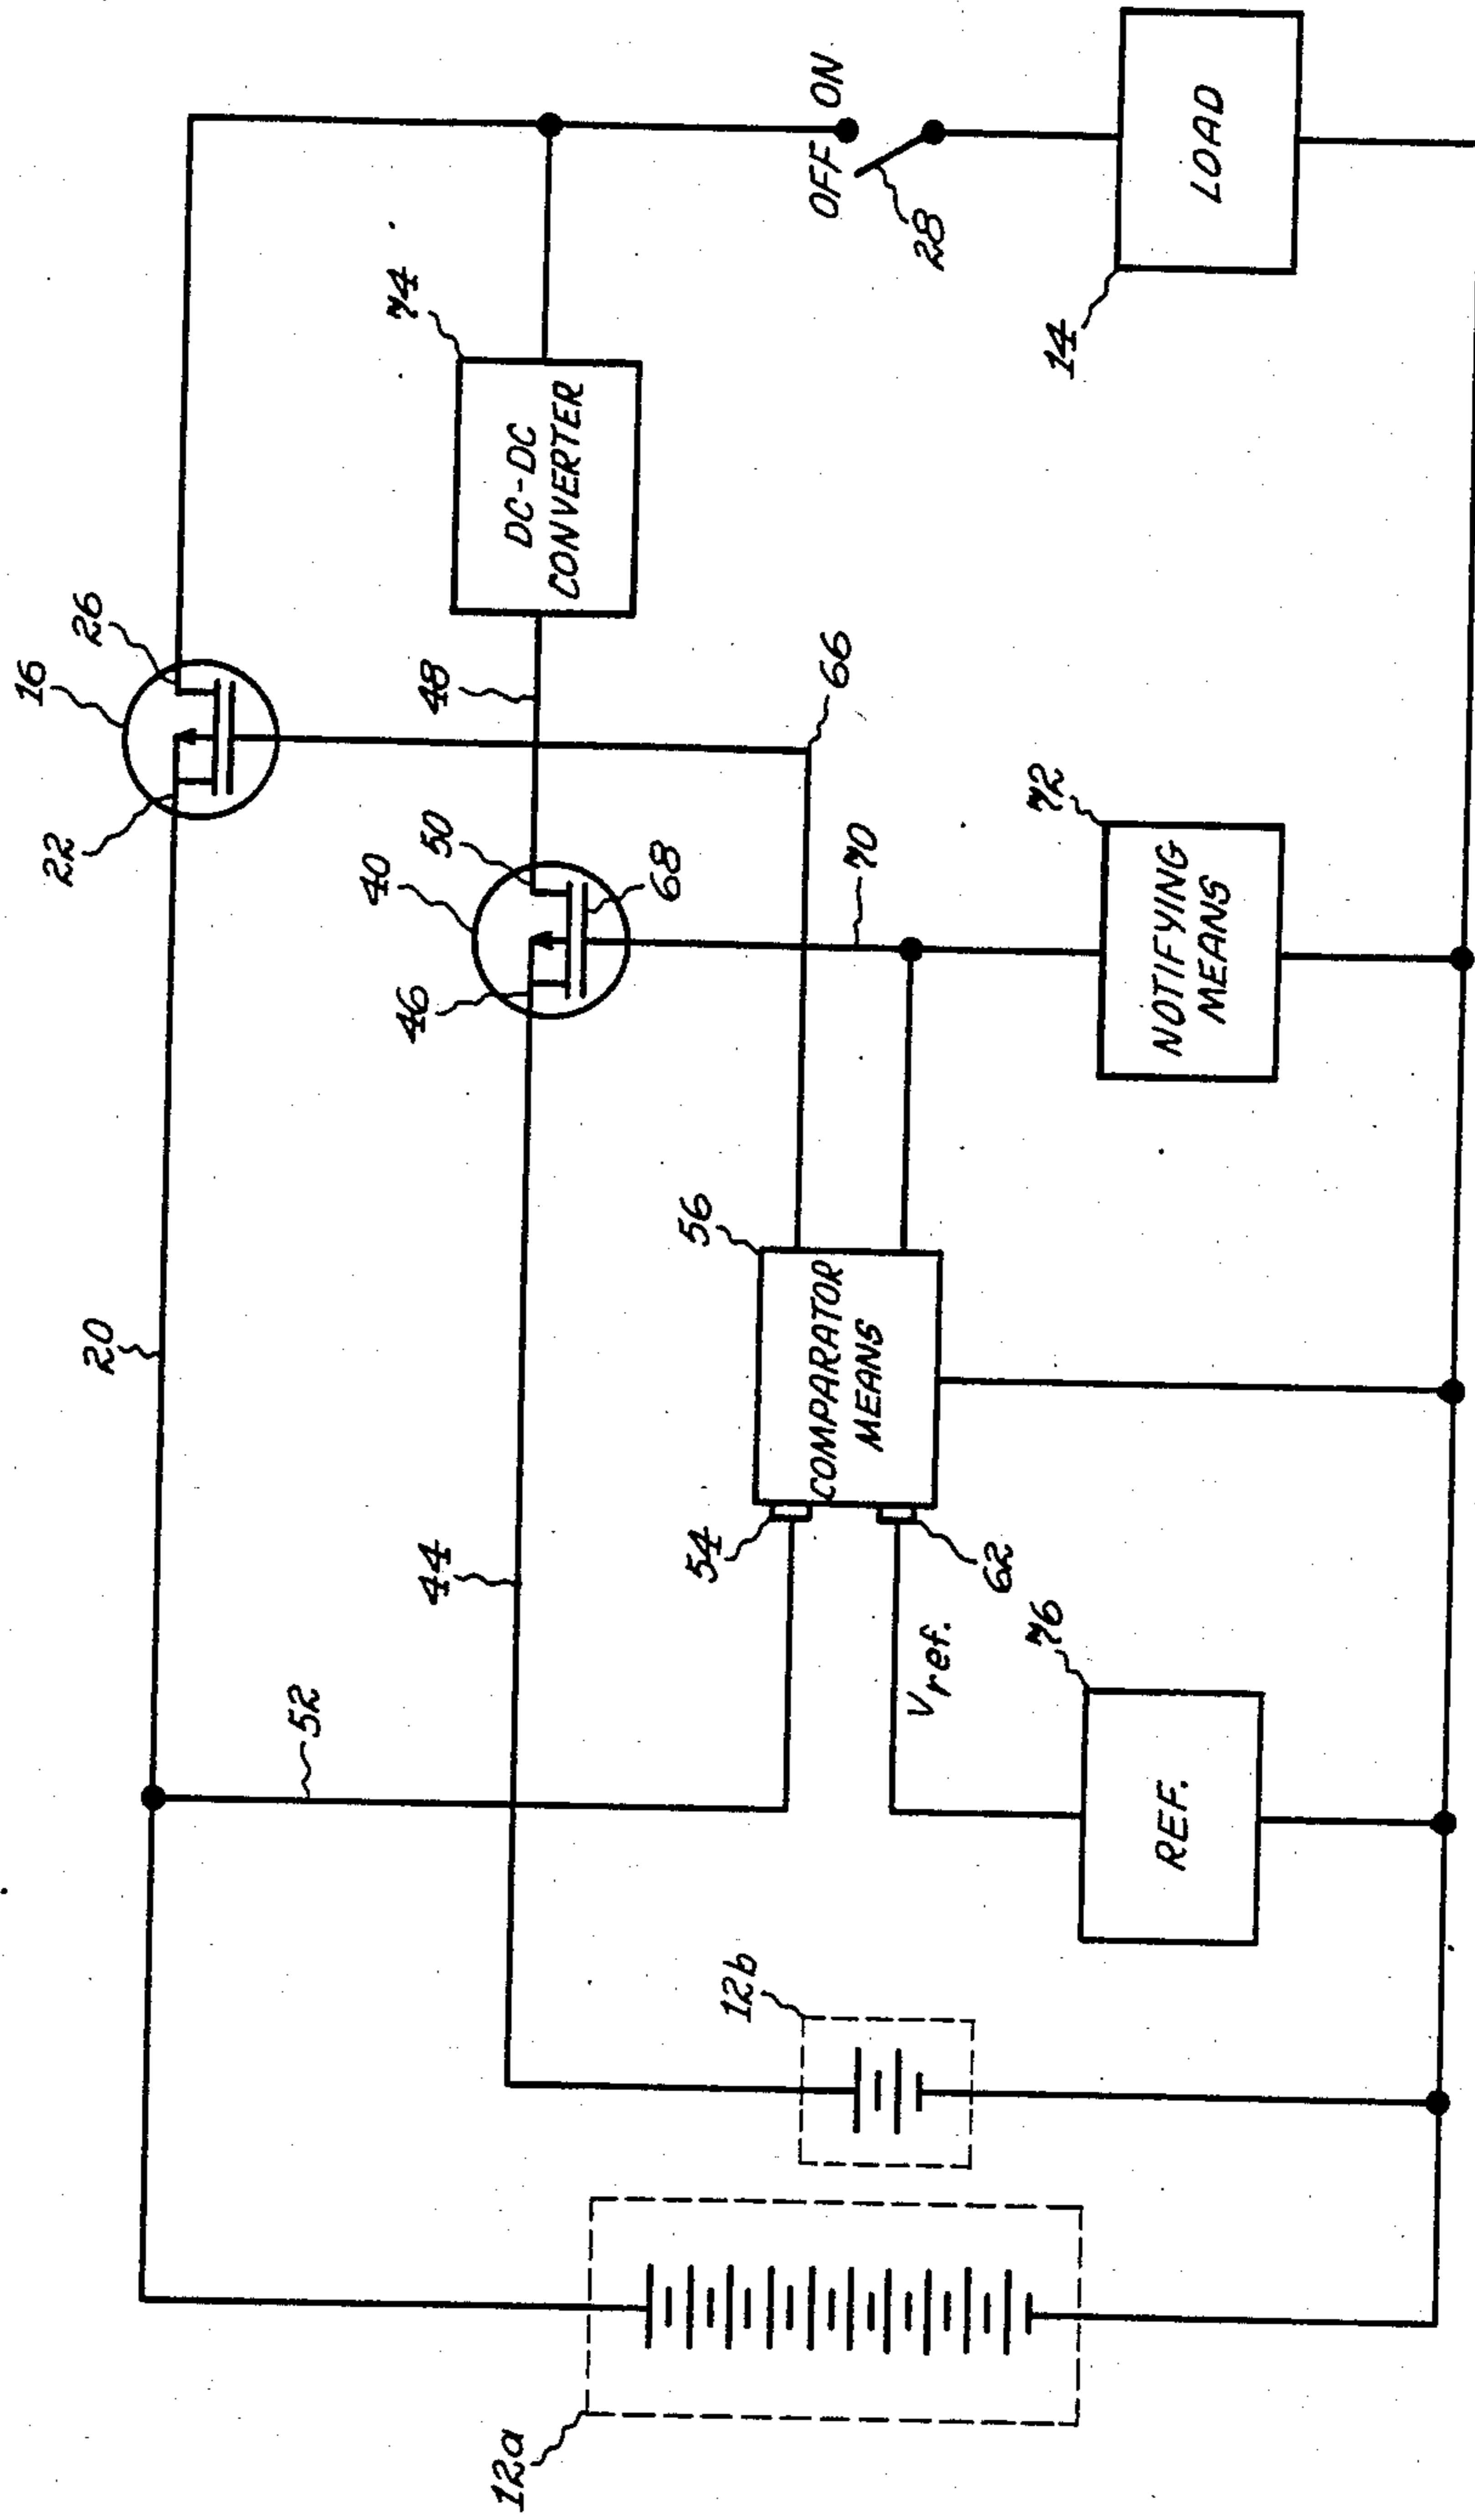 16
26
22
20
52
74
DC-DC
CONVERTER
48
50
40
46
68
44
66
OFF ON
28
14
LOAD
70
72
NOTIFYING
MEANS
56
COMPARATOR
MEANS
54
62
Vref.
76
REF.
12b
12a